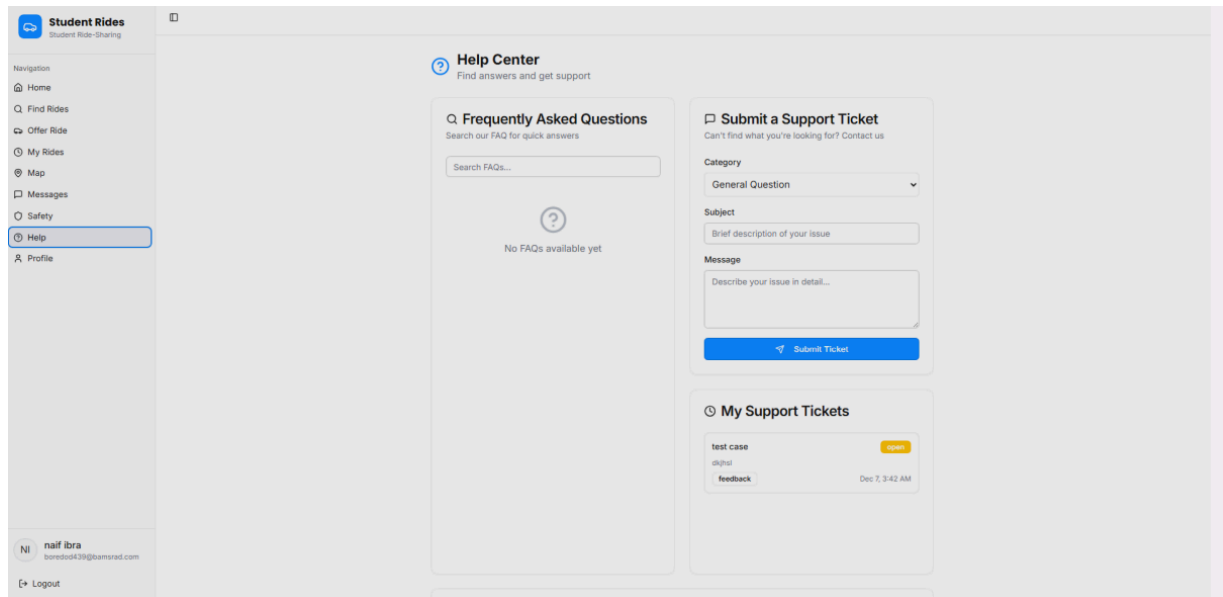 Student Rides
Student Ride-Sharing
Navigation
Home
Find Rides
Offer Ride
My Rides
Map
Messages
Safety
Help
Profile
NI
naif ibra
boreded439@bamsrad.com
Logout
Help Center
Find answers and get support
Frequently Asked Questions
Search our FAQ for quick answers
Search FAQs...
No FAQs available yet
Submit a Support Ticket
Can't find what you're looking for? Contact us
Category
General Question
Subject
Brief description of your issue
Message
Describe your issue in detail...
Submit Ticket
My Support Tickets
test case
open
dkjhsl
feedback
Dec 7, 3:42 AM